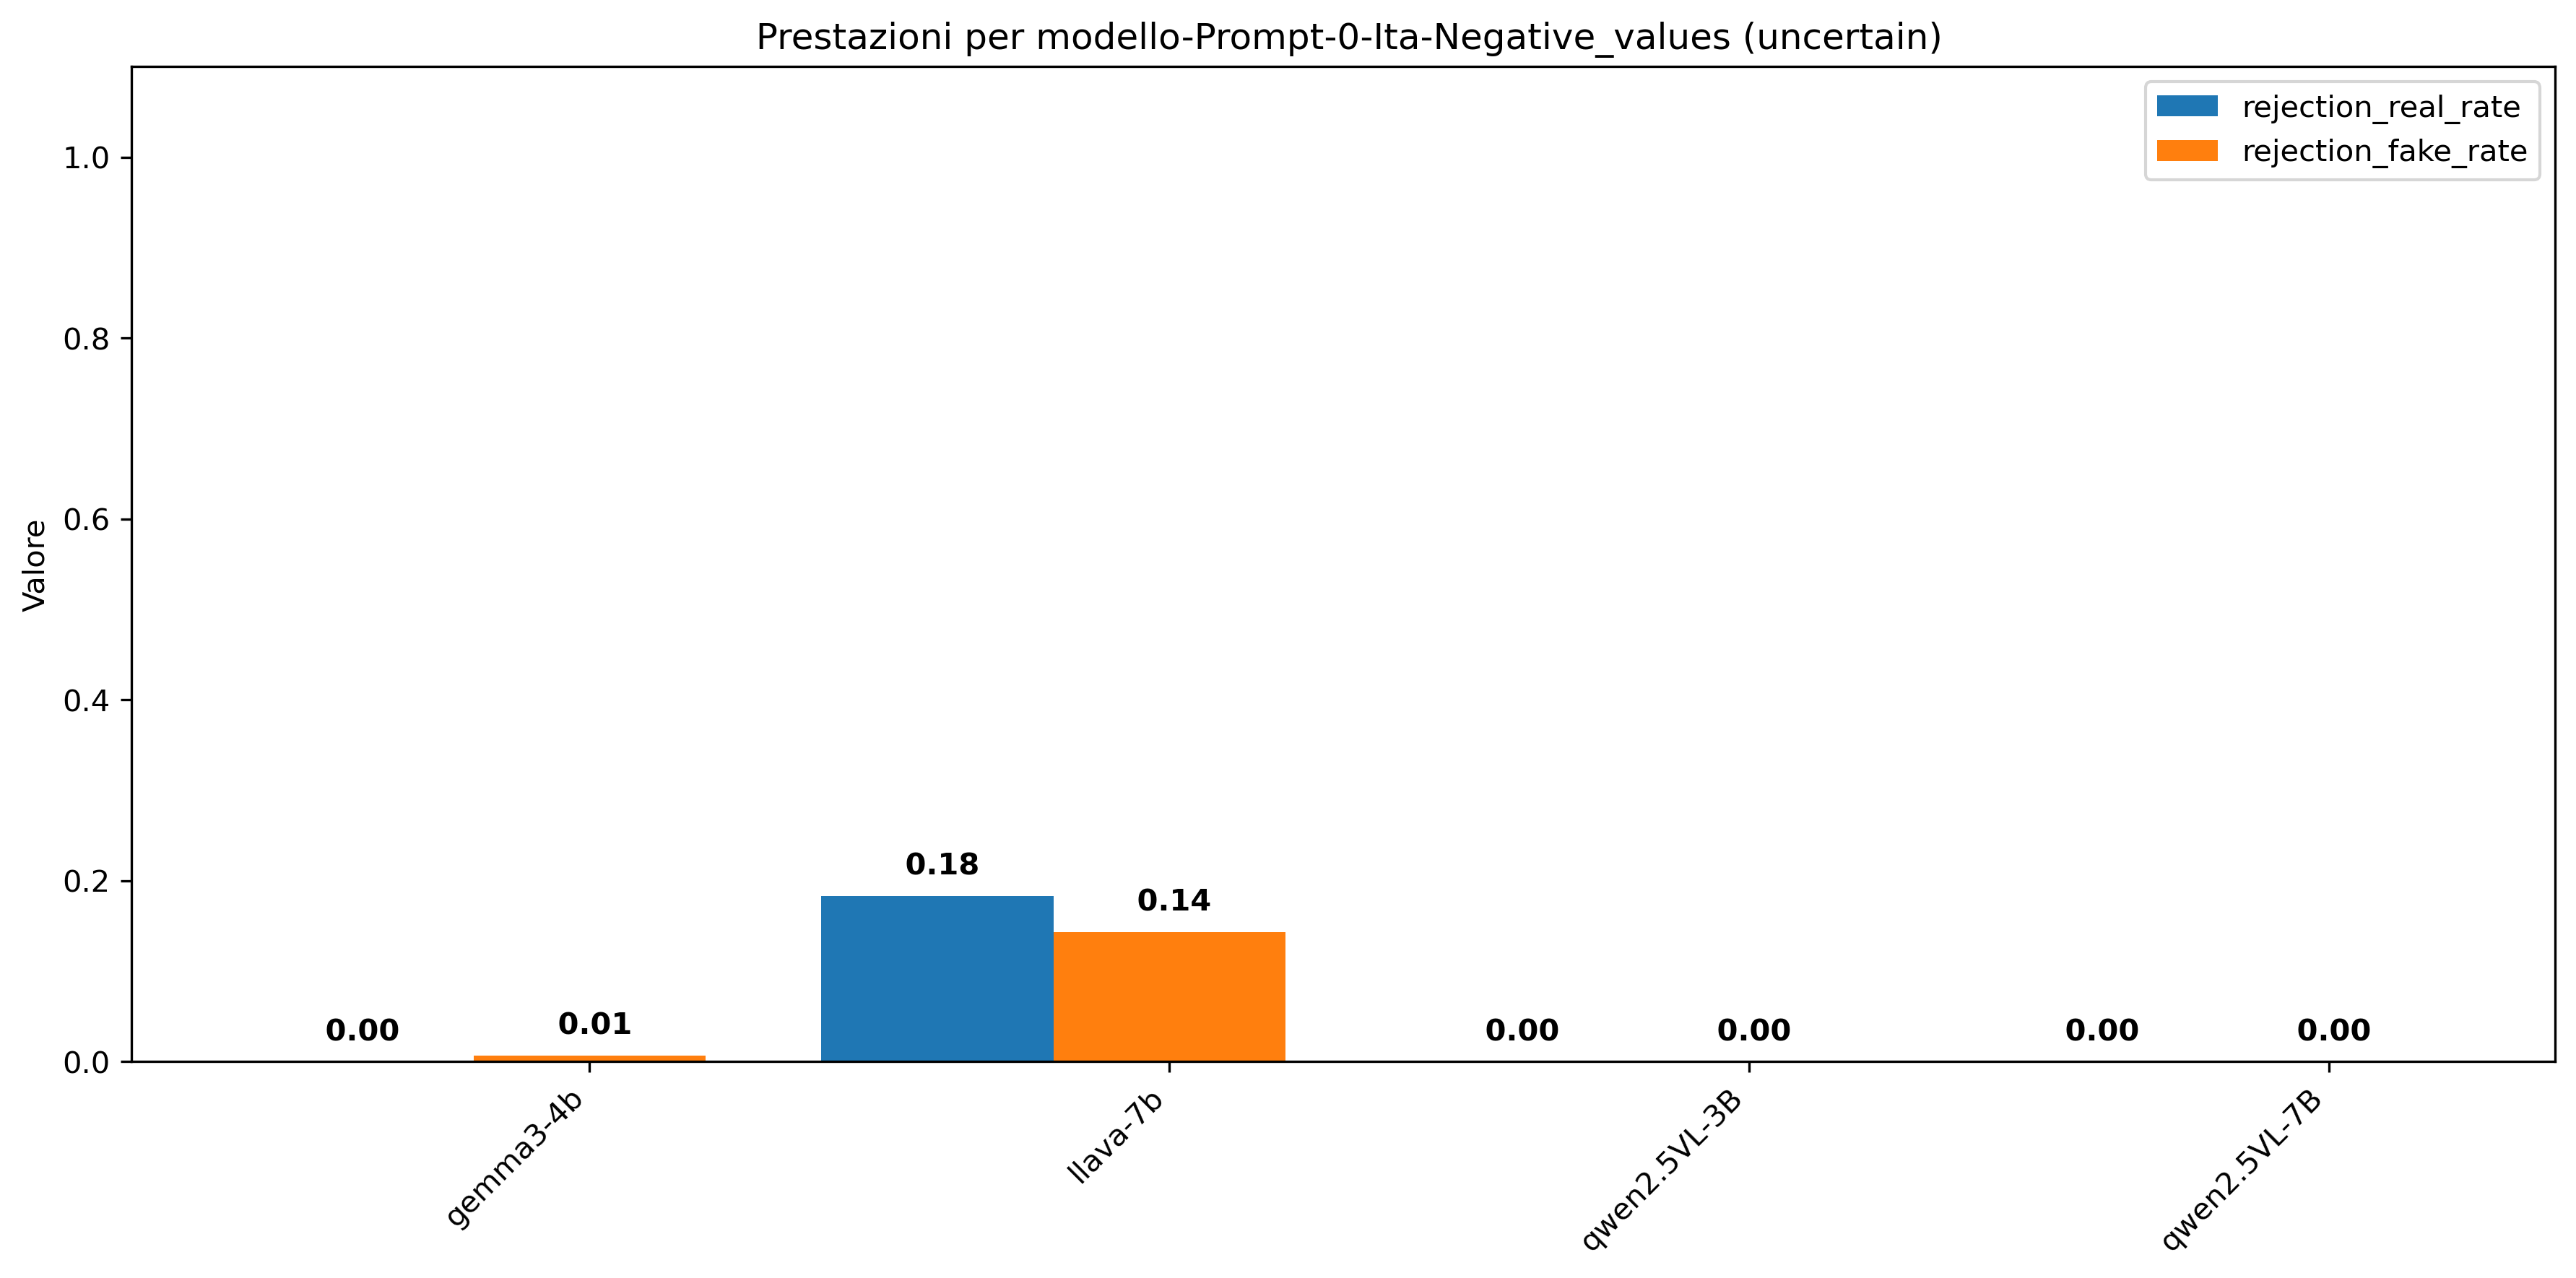 Prestazioni per modello-Prompt-0-Ita-Negative_values (uncertain)
rejection_real_rate
rejection_fake_rate
Valore
1.0
0.8
0.6
0.4
0.2
0.0
0.00
0.01
0.18
0.14
0.00
0.00
0.00
0.00
gemma3-4b
llava-7b
qwen2.5VL-3B
qwen2.5VL-7B